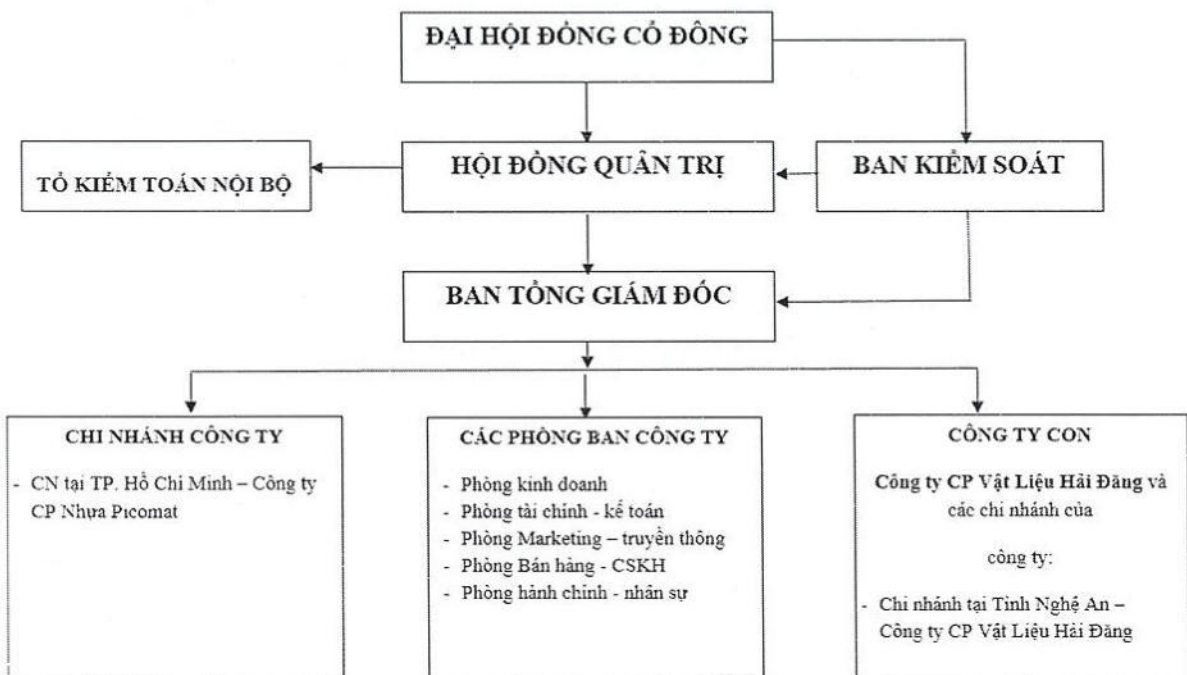 ĐẠI HỘI ĐỒNG CỔ ĐÔNG
TỔ KIỂM TOÁN NỘI BỘ
HỘI ĐỒNG QUẢN TRỊ
BAN KIỂM SOÁT
BAN TỔNG GIÁM ĐỐC
CHI NHÁNH CÔNG TY
- CN tại TP. Hồ Chí Minh – Công ty
CP Nhựa Picomat
CÁC PHÒNG BAN CÔNG TY
- Phòng kinh doanh
- Phòng tài chính - kế toán
- Phòng Marketing – truyền thông
- Phòng Bán hàng - CSKH
- Phòng hành chính - nhân sự
CÔNG TY CON
Công ty CP Vật Liệu Hải Đăng và
các chi nhánh của
công ty:
- Chi nhánh tại Tỉnh Nghệ An –
Công ty CP Vật Liệu Hải Đăng